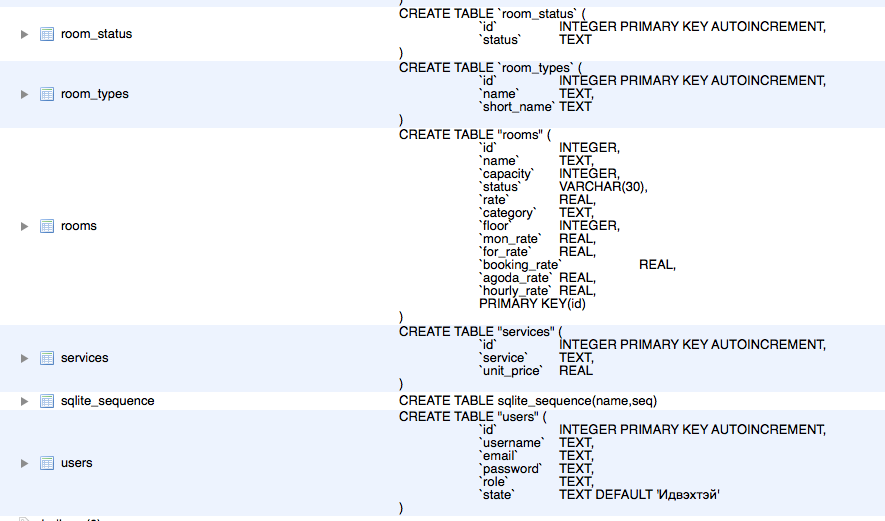 room_status
CREATE TABLE `room_status` (
`id` INTEGER PRIMARY KEY AUTOINCREMENT,
`status` TEXT
)
room_types
CREATE TABLE `room_types` (
`id` INTEGER PRIMARY KEY AUTOINCREMENT,
`name` TEXT,
`short_name` TEXT
)
rooms
CREATE TABLE "rooms" (
`id` INTEGER,
`name` TEXT,
`capacity` INTEGER,
`status` VARCHAR(30),
`rate` REAL,
`category` TEXT,
`floor` INTEGER,
`mon_rate` REAL,
`for_rate` REAL,
`booking_rate` REAL,
`agoda_rate` REAL,
`hourly_rate` REAL,
PRIMARY KEY(id)
)
services
CREATE TABLE "services" (
`id` INTEGER PRIMARY KEY AUTOINCREMENT,
`service` TEXT,
`unit_price` REAL
)
sqlite_sequence
CREATE TABLE sqlite_sequence(name,seq)
users
CREATE TABLE "users" (
`id` INTEGER PRIMARY KEY AUTOINCREMENT,
`username` TEXT,
`email` TEXT,
`password` TEXT,
`role` TEXT,
`state` TEXT DEFAULT 'Идвэхтэй'
)